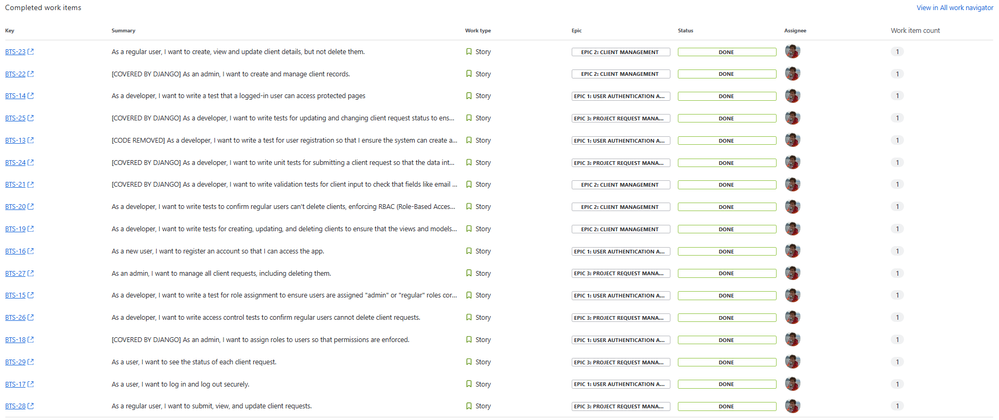 Completed work items View in All work navigator
Key Summary Work type Epic Status Assignee Work item count
BTS-23 As a regular user, I want to create, view and update client details, but not delete them. Story EPIC 2: CLIENT MANAGEMENT DONE 1
BTS-22 [COVERED BY DJANGO] As an admin, I want to create and manage client records. Story EPIC 2: CLIENT MANAGEMENT DONE 1
BTS-14 As a developer, I want to write a test that a logged-in user can access protected pages Story EPIC 1: USER AUTHENTICATION A... DONE 1
BTS-25 [COVERED BY DJANGO] As a developer, I want to write tests for updating and changing client request status to ens... Story EPIC 3: PROJECT REQUEST MANA... DONE 1
BTS-13 [CODE REMOVED] As a developer, I want to write a test for user registration so that I ensure the system can create a... Story EPIC 1: USER AUTHENTICATION A... DONE 1
BTS-24 [COVERED BY DJANGO] As a developer, I want to write unit tests for submitting a client request so that the data int... Story EPIC 3: PROJECT REQUEST MANA... DONE 1
BTS-21 [COVERED BY DJANGO] As a developer, I want to write validation tests for client input to check that fields like email ... Story EPIC 2: CLIENT MANAGEMENT DONE 1
BTS-20 As a developer, I want to write tests to confirm regular users can't delete clients, enforcing RBAC (Role-Based Acces... Story EPIC 2: CLIENT MANAGEMENT DONE 1
BTS-19 As a developer, I want to write tests for creating, updating, and deleting clients to ensure that the views and models... Story EPIC 2: CLIENT MANAGEMENT DONE 1
BTS-16 As a new user, I want to register an account so that I can access the app. Story EPIC 1: USER AUTHENTICATION A... DONE 1
BTS-27 As an admin, I want to manage all client requests, including deleting them. Story EPIC 3: PROJECT REQUEST MANA... DONE 1
BTS-15 As a developer, I want to write a test for role assignment to ensure users are assigned "admin" or "regular" roles cor... Story EPIC 1: USER AUTHENTICATION A... DONE 1
BTS-26 As a developer, I want to write access control tests to confirm regular users cannot delete client requests. Story EPIC 3: PROJECT REQUEST MANA... DONE 1
BTS-18 [COVERED BY DJANGO] As an admin, I want to assign roles to users so that permissions are enforced. Story EPIC 1: USER AUTHENTICATION A... DONE 1
BTS-29 As a user, I want to see the status of each client request. Story EPIC 3: PROJECT REQUEST MANA... DONE 1
BTS-17 As a user, I want to log in and log out securely. Story EPIC 1: USER AUTHENTICATION A... DONE 1
BTS-28 As a regular user, I want to submit, view, and update client requests. Story EPIC 3: PROJECT REQUEST MANA... DONE 1